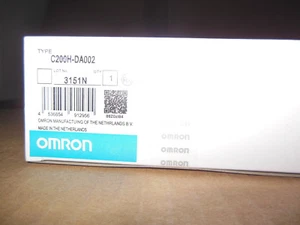 TYPE
C200H-DA002
LOT No. QTY
3151N 1
4 536854 912956
OMRON MANUFACTURING OF THE NETHERLANDS B.V.
MADE IN THE NETHERLANDS
OMRON
OMRON
OMRON
OMRON